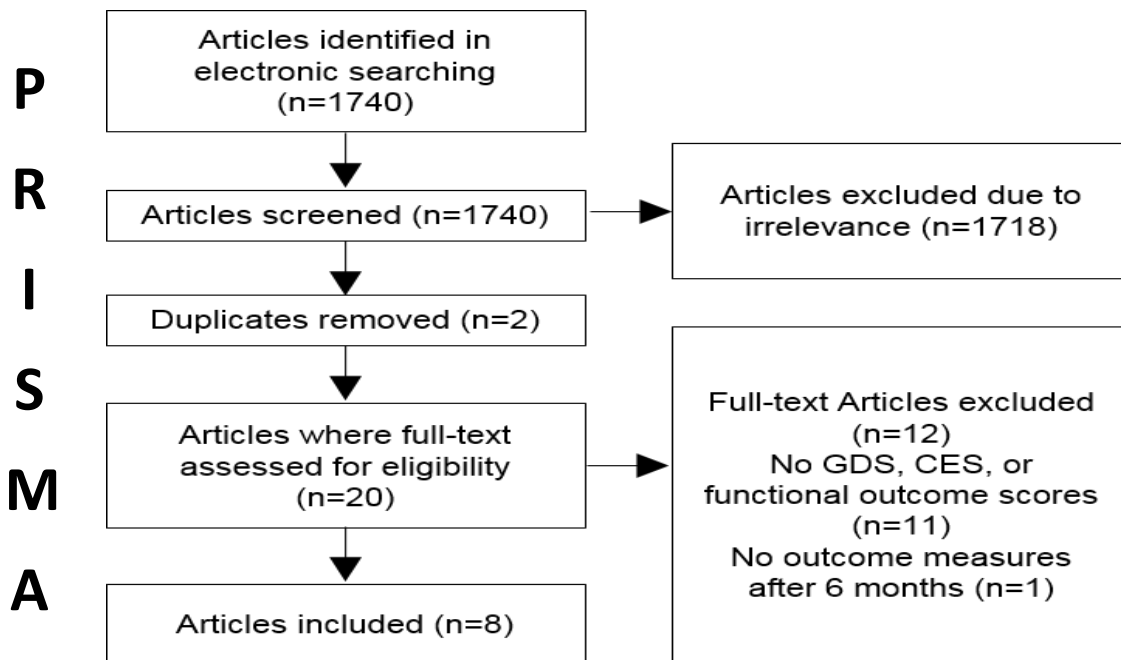 P
R
I
S
M
A
Articles identified in
electronic searching
(n=1740)
Articles screened (n=1740)
Articles excluded due to
irrelevance (n=1718)
Duplicates removed (n=2)
Articles where full-text
assessed for eligibility
(n=20)
Full-text Articles excluded
(n=12)
No GDS, CES, or
functional outcome scores
(n=11)
No outcome measures
after 6 months (n=1)
Articles included (n=8)